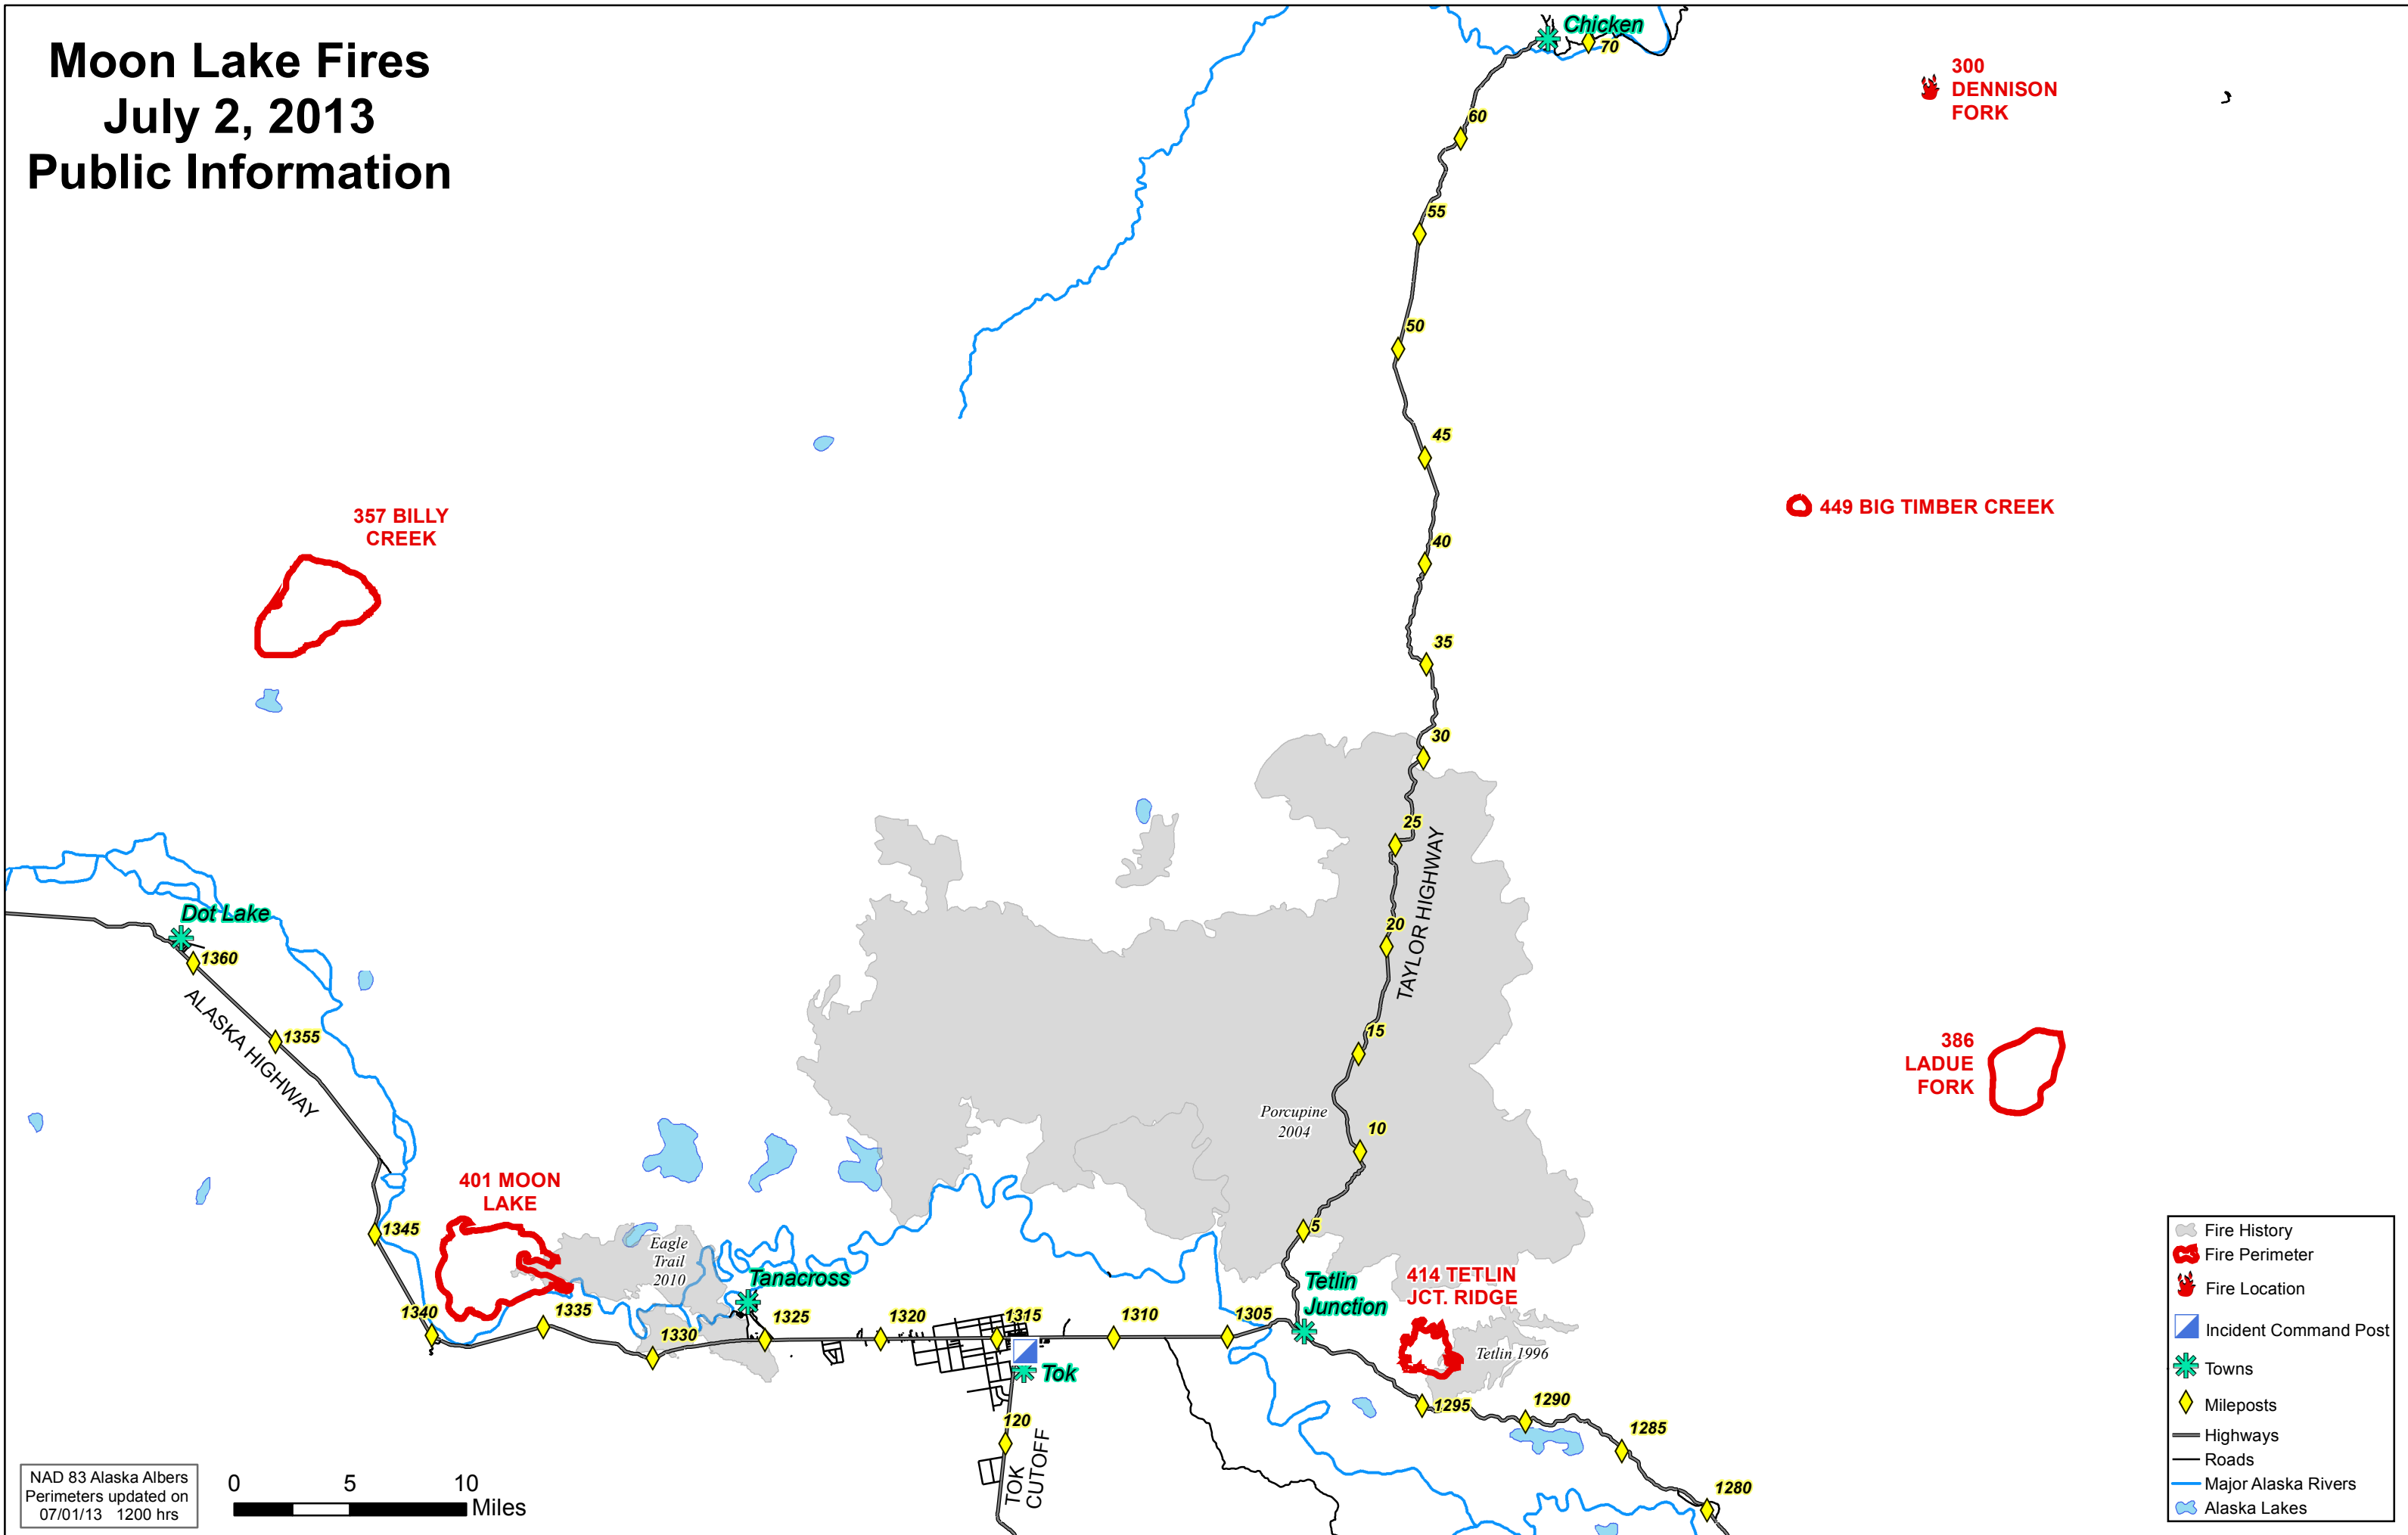 Moon Lake Fires
July 2, 2013
Public Information
Chicken
70
300
DENNISON
FORK
60
55
50
45
449 BIG TIMBER CREEK
357 BILLY
CREEK
40
35
30
25
20
TAYLOR HIGHWAY
Dot Lake
1360
ALASKA HIGHWAY
1355
15
386
LADUE
FORK
Porcupine
2004
10
401 MOON
LAKE
1345
5
Eagle
Trail
2010
Tanacross
Tetlin
Junction
414 TETLIN
JCT. RIDGE
1340
1335
1330
1325
1320
1315
1310
1305
Tetlin 1996
Tok
1295
1290
1285
1280
120
TOK
CUTOFF
Fire History
Fire Perimeter
Fire Location
Incident Command Post
Towns
Mileposts
Highways
Roads
Major Alaska Rivers
Alaska Lakes
NAD 83 Alaska Albers
Perimeters updated on
07/01/13 1200 hrs
0 5 10
Miles